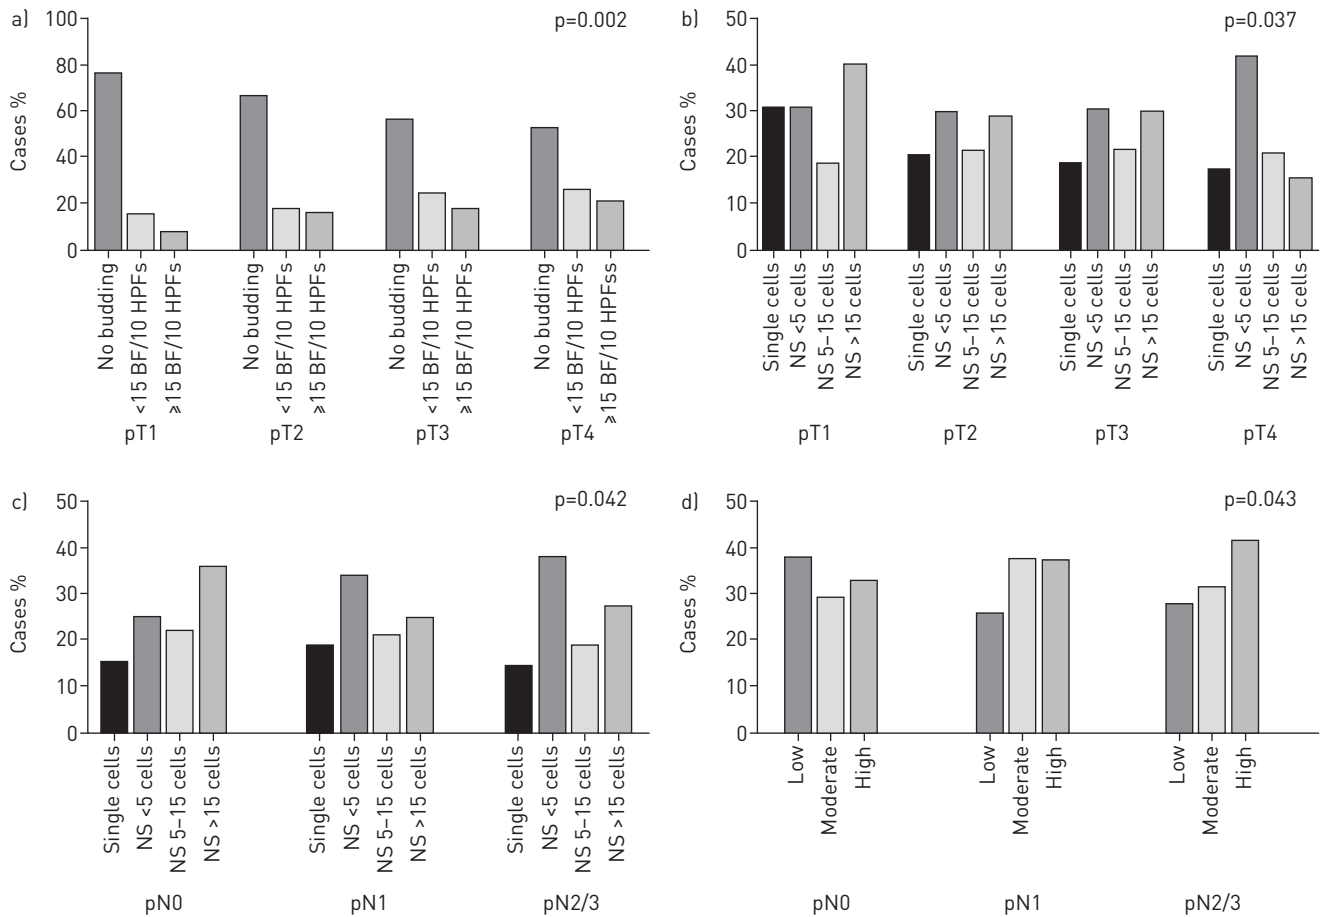 a)
p=0.002
Cases %
100
80
60
40
20
0
No budding
<15 BF/10 HPFs
⩾15 BF/10 HPFs
No budding
<15 BF/10 HPFs
⩾15 BF/10 HPFs
No budding
<15 BF/10 HPFs
⩾15 BF/10 HPFs
No budding
<15 BF/10 HPFs
⩾15 BF/10 HPFss
pT1
pT2
pT3
pT4
b)
p=0.037
Cases %
50
40
30
20
10
0
Single cells
NS <5 cells
NS 5–15 cells
NS >15 cells
Single cells
NS <5 cells
NS 5–15 cells
NS >15 cells
Single cells
NS <5 cells
NS 5–15 cells
NS >15 cells
Single cells
NS <5 cells
NS 5–15 cells
NS >15 cells
pT1
pT2
pT3
pT4
c)
p=0.042
Cases %
50
40
30
20
10
0
Single cells
NS <5 cells
NS 5–15 cells
NS >15 cells
Single cells
NS <5 cells
NS 5–15 cells
NS >15 cells
Single cells
NS <5 cells
NS 5–15 cells
NS >15 cells
pN0
pN1
pN2/3
d)
p=0.043
Cases %
50
40
30
20
10
0
Low
Moderate
High
Low
Moderate
High
Low
Moderate
High
pN0
pN1
pN2/3